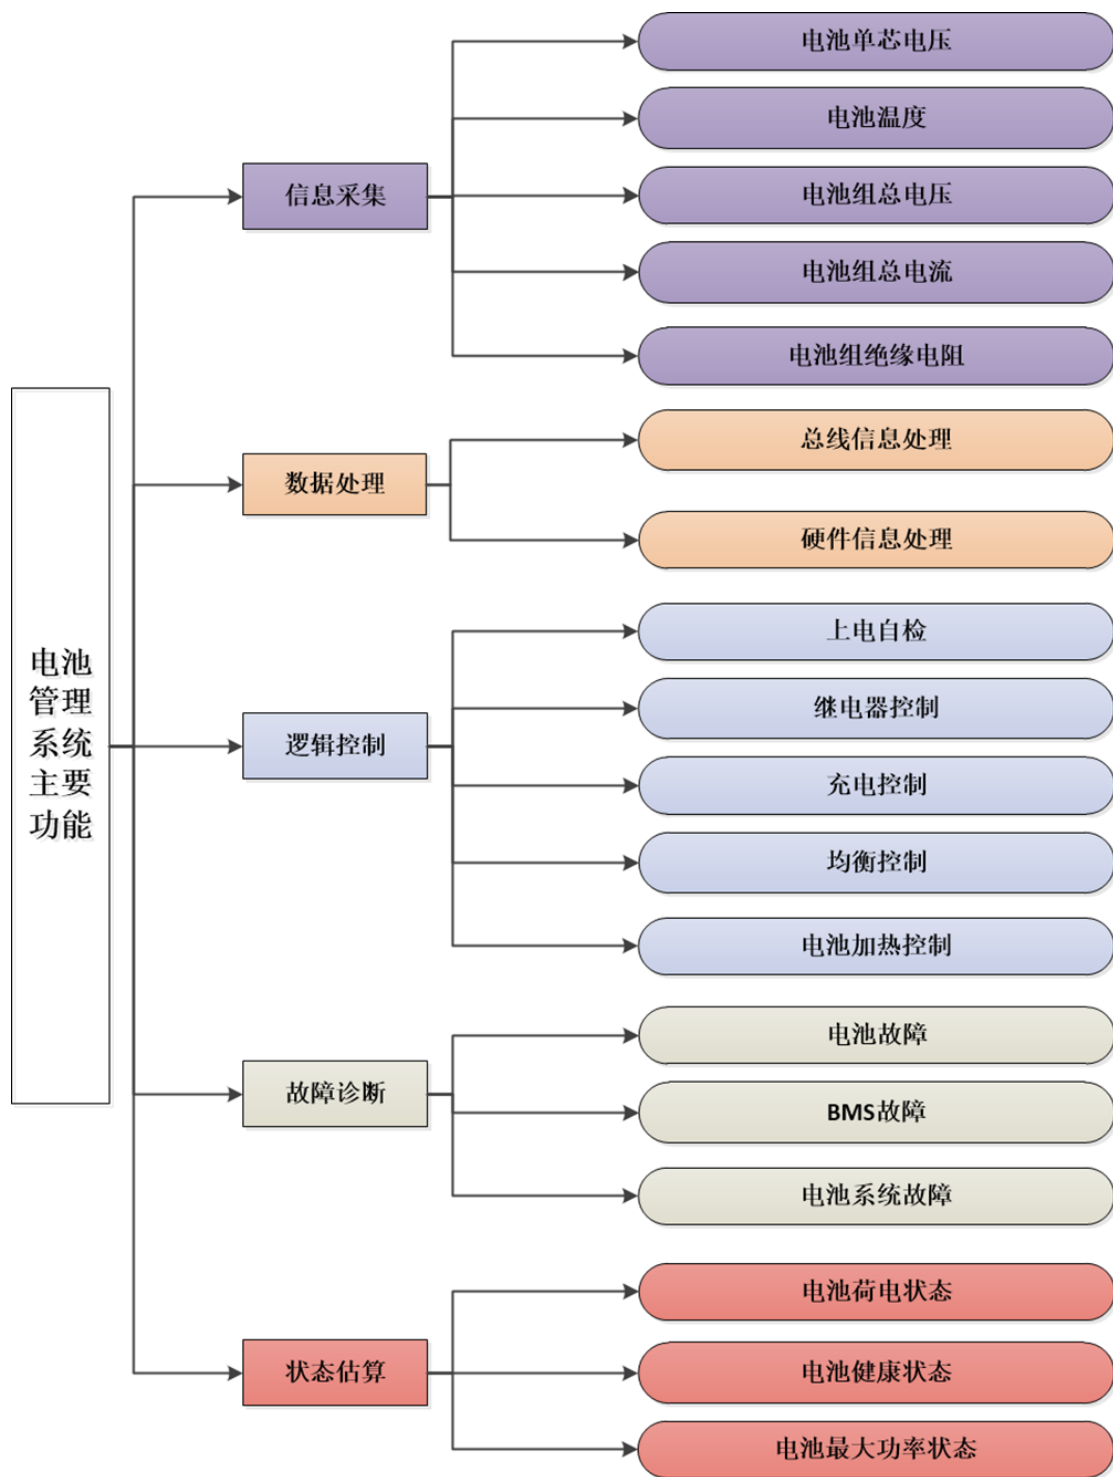 电池单芯电压
电池温度
信息采集
电池组总电压
电池组总电流
电池组绝缘电阻
总线信息处理
数据处理
硬件信息处理
上电自检
电池
管理
系统
主要
功能
继电器控制
逻辑控制
充电控制
均衡控制
电池加热控制
电池故障
故障诊断
BMS故障
电池系统故障
电池荷电状态
状态估算
电池健康状态
电池最大功率状态